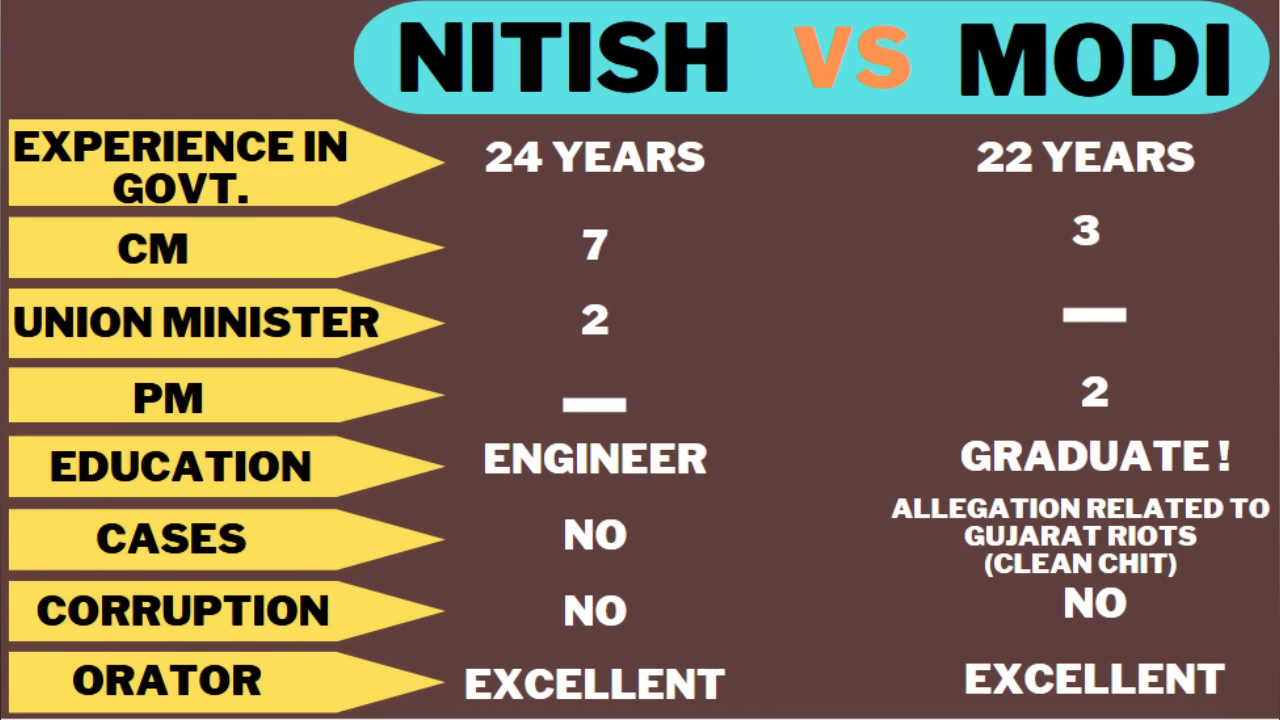 NITISH VS MODI
EXPERIENCE IN
GOVT.
24 YEARS
22 YEARS
CM
7
3
UNION MINISTER
2
—
PM
—
2
EDUCATION
ENGINEER
GRADUATE !
CASES
NO
ALLEGATION RELATED TO
GUJARAT RIOTS
(CLEAN CHIT)
CORRUPTION
NO
NO
ORATOR
EXCELLENT
EXCELLENT